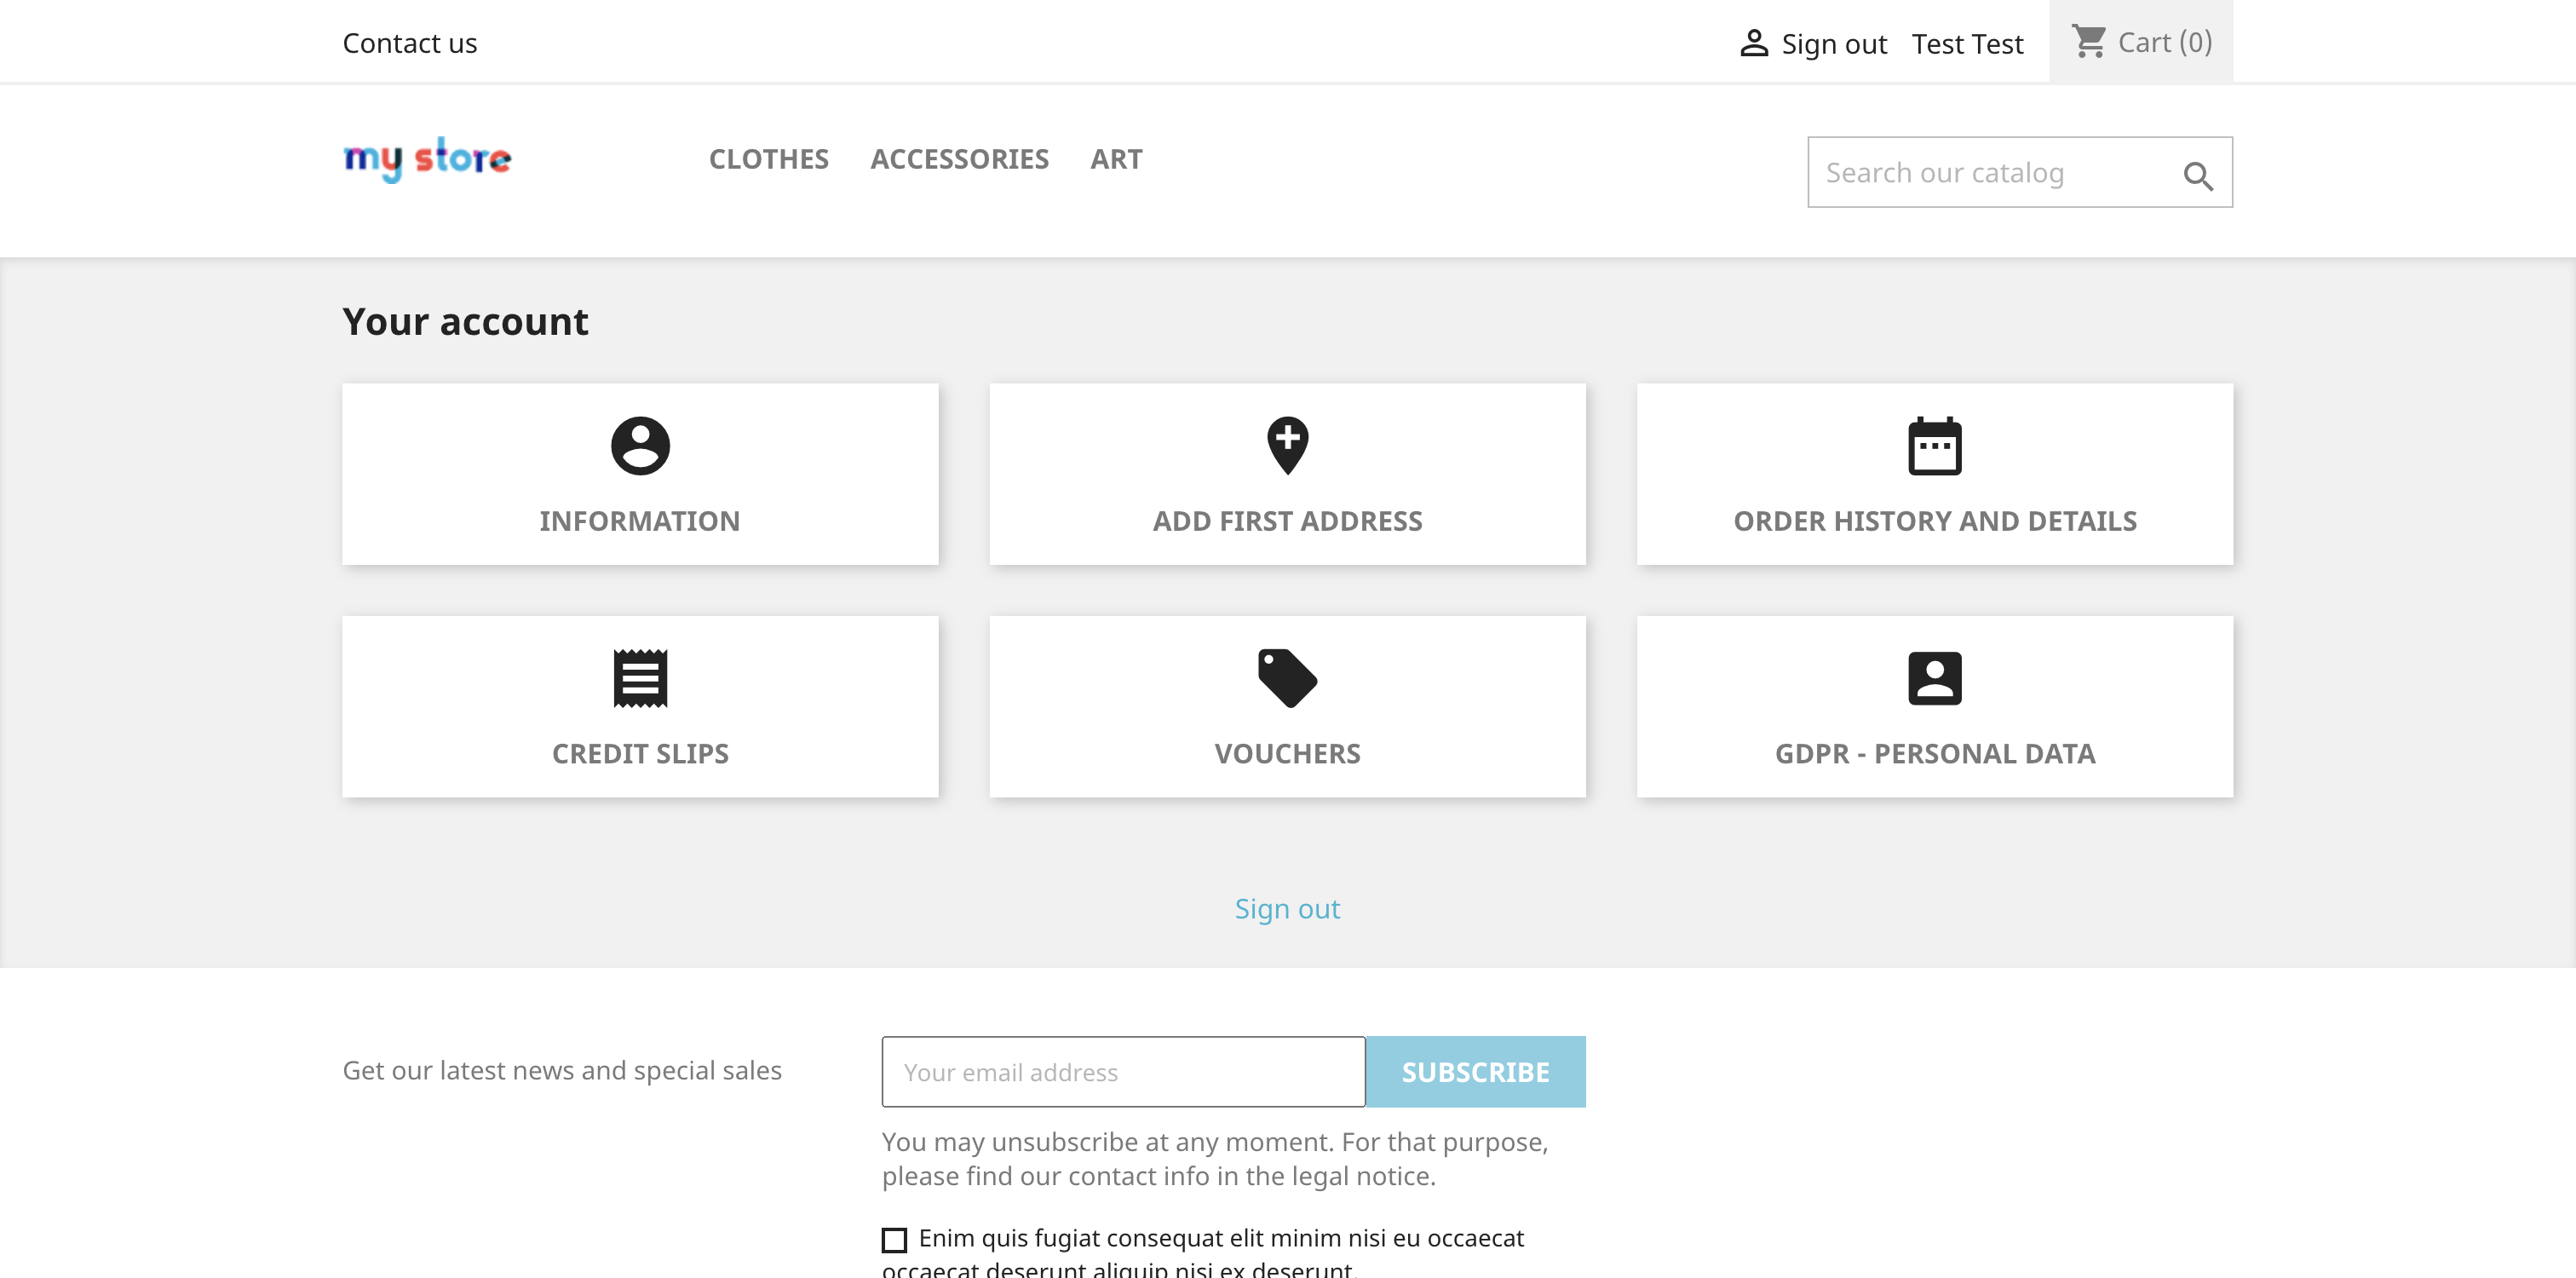 Contact us
Sign out Test Test Cart (0)
my store
CLOTHES ACCESSORIES ART
Search our catalog
Your account
INFORMATION
ADD FIRST ADDRESS
ORDER HISTORY AND DETAILS
CREDIT SLIPS
VOUCHERS
GDPR - PERSONAL DATA
Sign out
Get our latest news and special sales
Your email address
SUBSCRIBE
You may unsubscribe at any moment. For that purpose,
please find our contact info in the legal notice.
Enim quis fugiat consequat elit minim nisi eu occaecat
occaecat deserunt aliquip nisi ex deserunt.